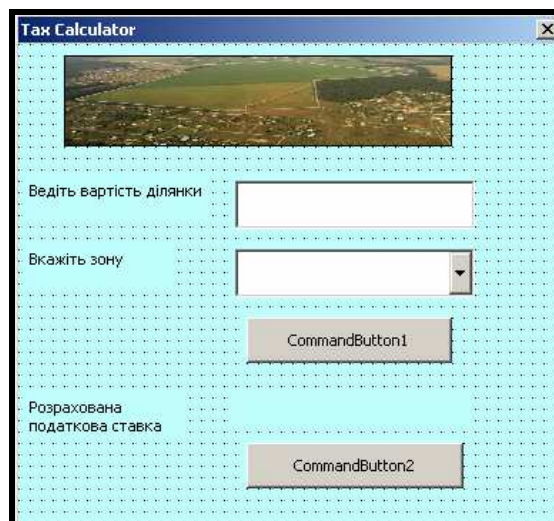 Tax Calculator
Ведіть вартість ділянки
Вкажіть зону
CommandButton1
Розрахована
податкова ставка
CommandButton2